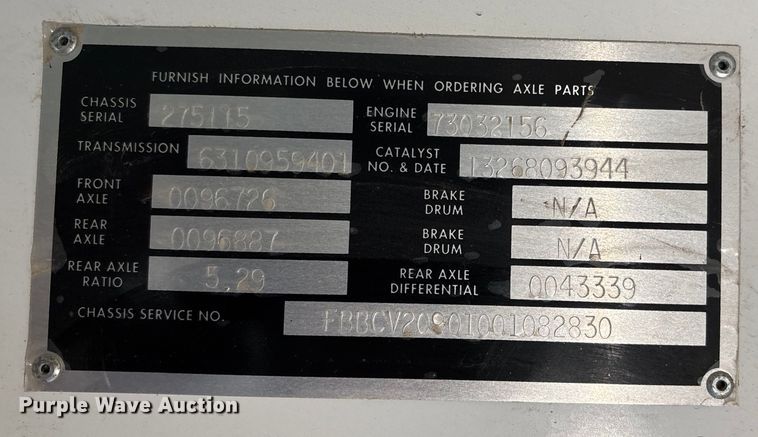 FURNISH INFORMATION BELOW WHEN ORDERING AXLE PARTS
CHASSIS SERIAL 275115 ENGINE SERIAL 73032156
TRANSMISSION 6310959401 CATALYST NO. & DATE 13268093944
FRONT AXLE 0096726 BRAKE DRUM N/A
REAR AXLE 0096887 BRAKE DRUM N/A
REAR AXLE RATIO 5.29 REAR AXLE DIFFERENTIAL 0043339
CHASSIS SERVICE NO.
Purple Wave Auction